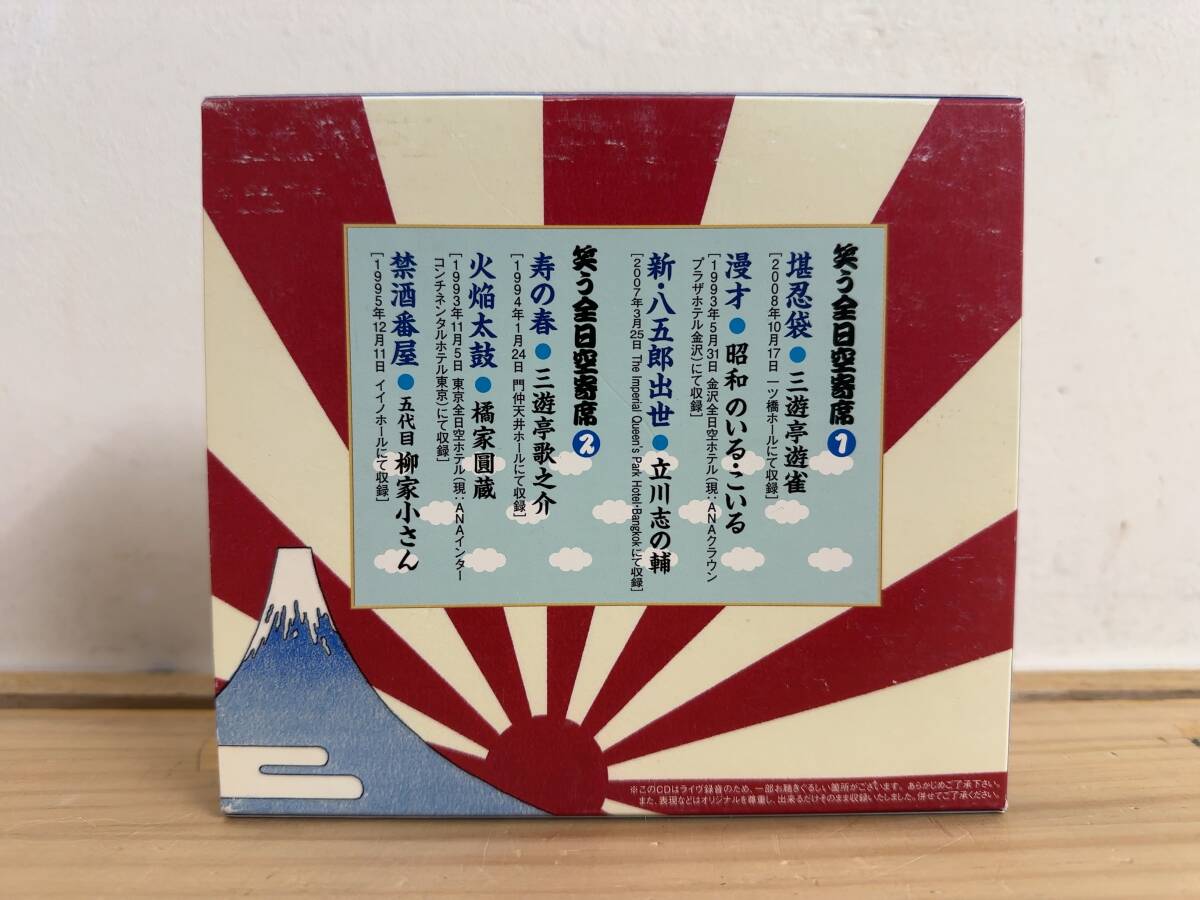 笑う全日空寄席1
堪忍袋●三遊亭遊雀
[2008年10月17日 一ツ橋ホールにて収録]
漫才●昭和のいる・こいる
[1993年5月31日 金沢全日空ホテル(現:ANAクラウン
プラザホテル金沢)にて収録]
新・八五郎出世●立川志の輔
[2007年3月25日 The Imperial Queen's Park Hotel・Bangkokにて収録]
笑う全日空寄席2
寿の春●三遊亭歌之介
[1994年1月24日 門仲天井ホールにて収録]
火焔太鼓●橘家圓蔵
[1993年11月5日 東京全日空ホテル(現:ANAインター
コンチネンタルホテル東京)にて収録]
禁酒番屋●五代目 柳家小さん
[1995年12月11日 イイノホールにて収録]
※このCDはライヴ録音のため、一部お聴きぐるしい箇所がございます。あらかじめご了承下さい。
また、表現などはオリジナルを尊重し、出来るだけそのまま収録いたしました。併せてご了承ください。